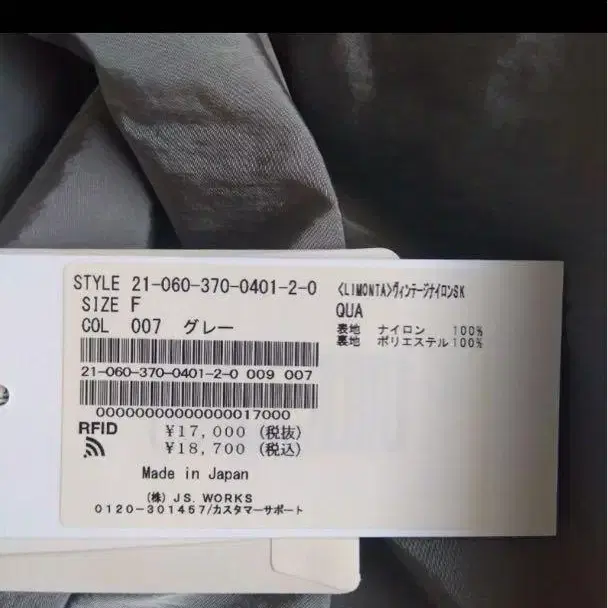 STYLE 21-060-370-0401-2-0
SIZE F
COL 007 グレー
21-060-370-0401-2-0 009 007
00000000000000017000
RFID
¥17,000 (税抜)
¥18,700 (税込)
Made in Japan
(株) JS. WORKS
0120-301457/カスタマーサポート
〈LIMONTA〉ヴィンテージナイロンSK
QUA
表地 ナイロン 100%
裏地 ポリエステル100%